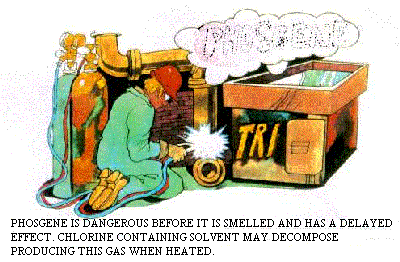 PHOSGENE
TRI
PHOSGENE IS DANGEROUS BEFORE IT IS SMELLED AND HAS A DELAYED
EFFECT. CHLORINE CONTAINING SOLVENT MAY DECOMPOSE
PRODUCING THIS GAS WHEN HEATED.